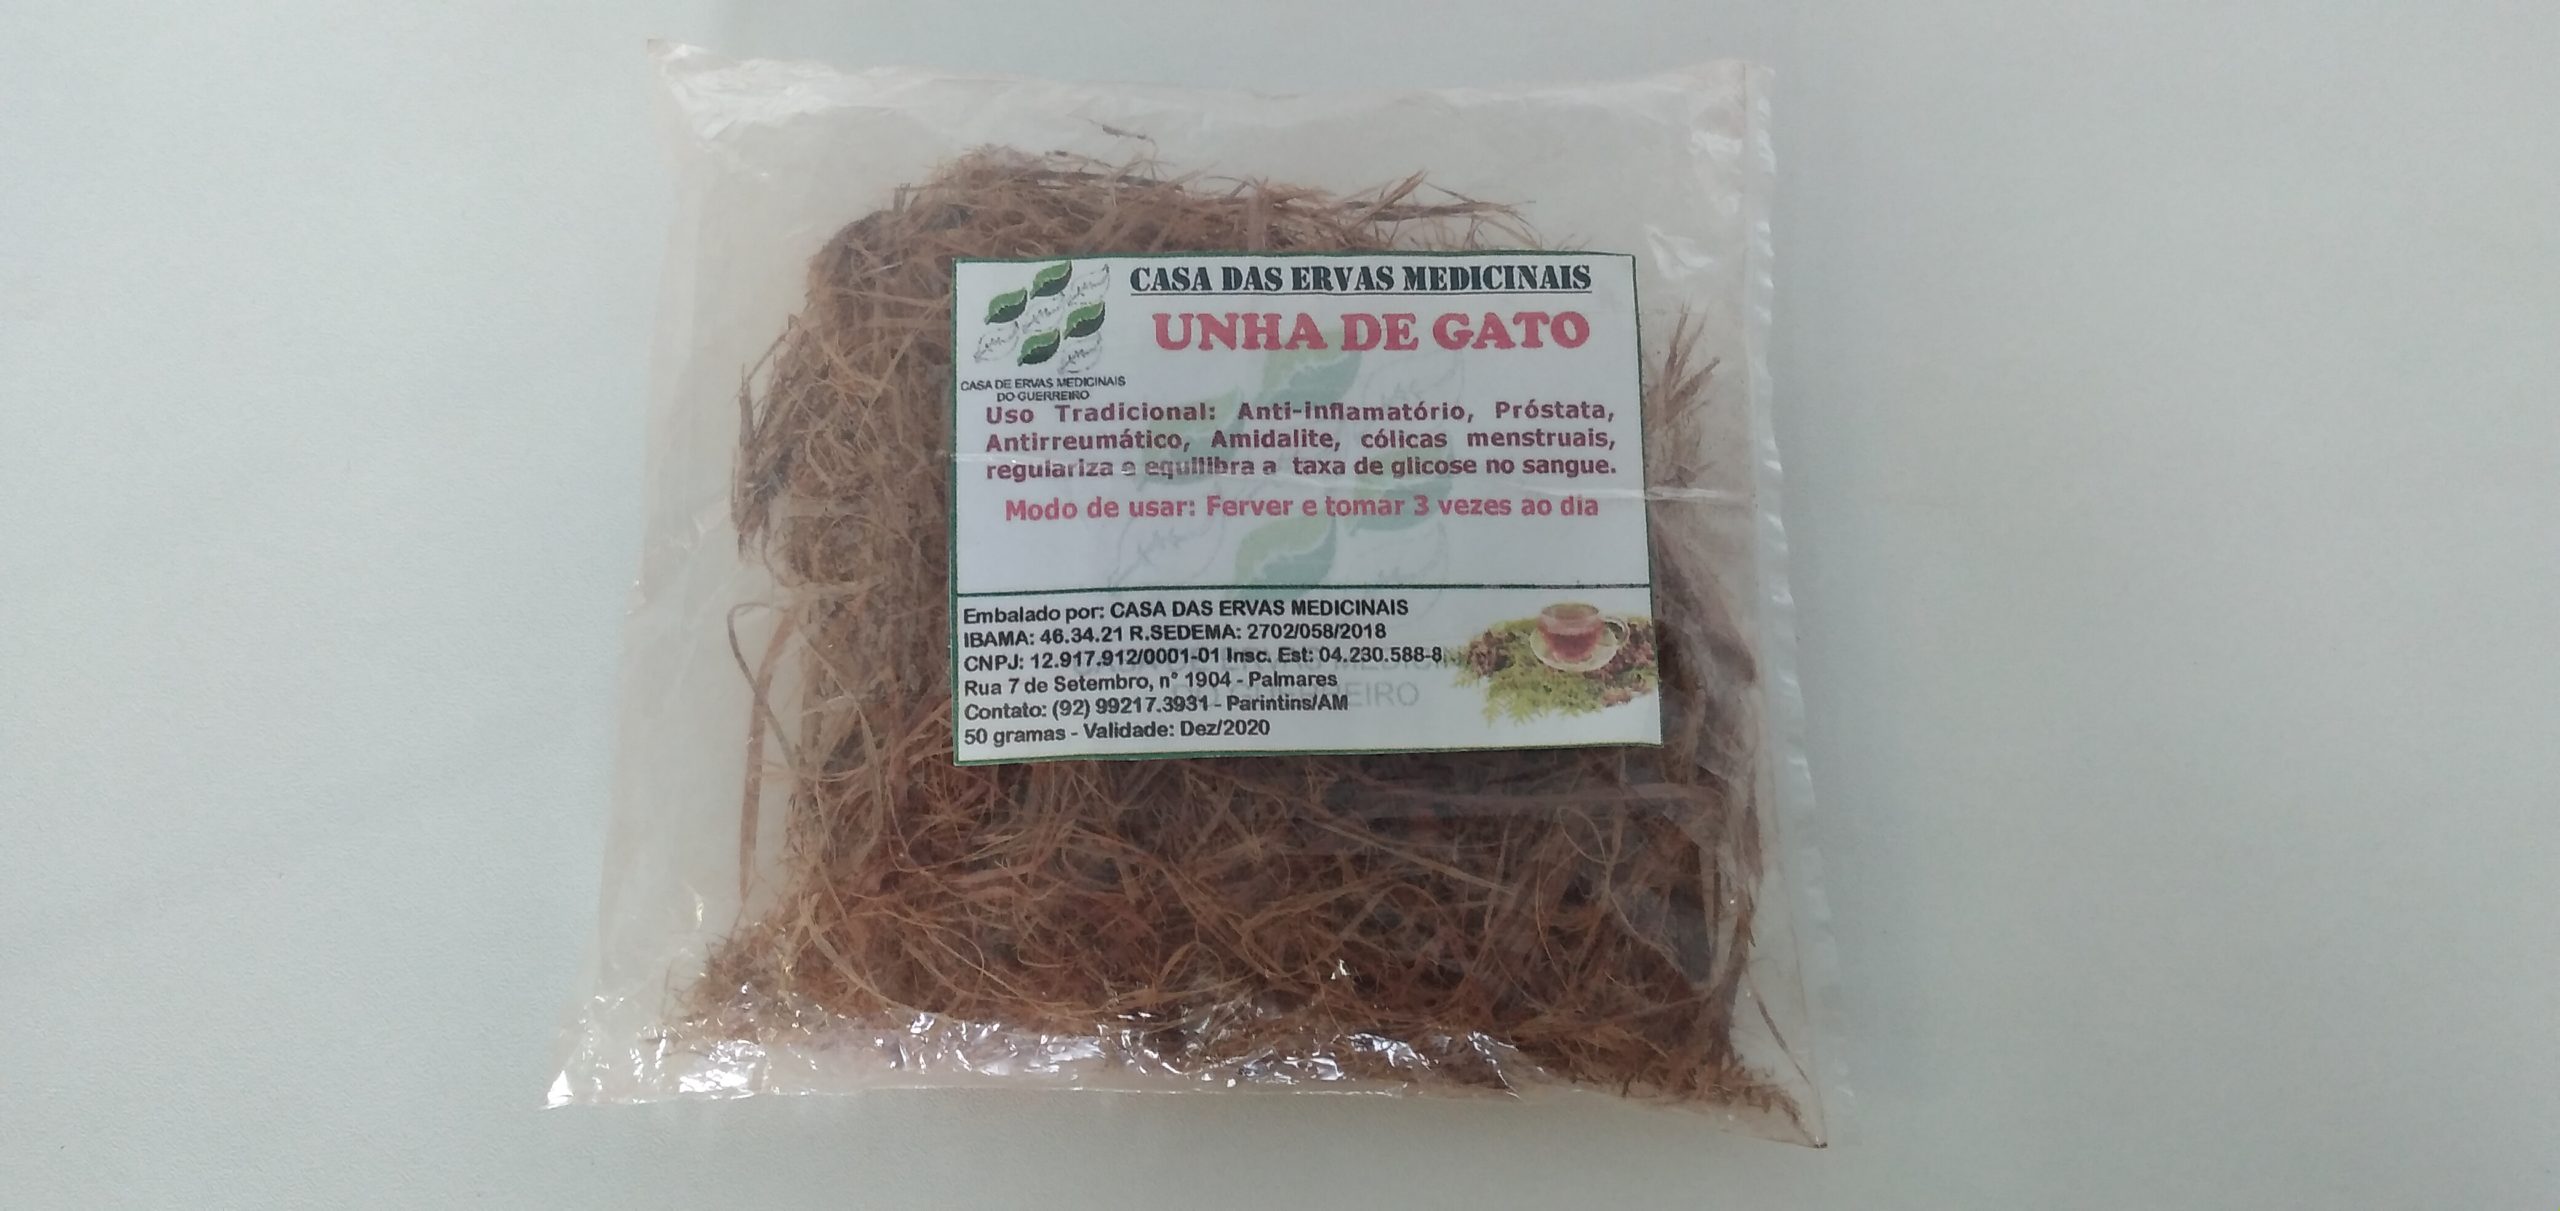 CASA DAS ERVAS MEDICINAIS
UNHA DE GATO
CASA DE ERVAS MEDICINAIS
DO GUERREIRO
Uso Tradicional: Anti-inflamatório, Próstata,
Antirreumático, Amidalite, cólicas menstruais,
regulariza e equilibra a taxa de glicose no sangue.
Modo de usar: Ferver e tomar 3 vezes ao dia
Embalado por: CASA DAS ERVAS MEDICINAIS
IBAMA: 46.34.21 R.SEDEMA: 2702/058/2018
CNPJ: 12.917.912/0001-01 Insc. Est: 04.230.588-8
Rua 7 de Setembro, n° 1904 - Palmares
Contato: (92) 99217.3931 - Parintins/AM
50 gramas - Validade: Dez/2020